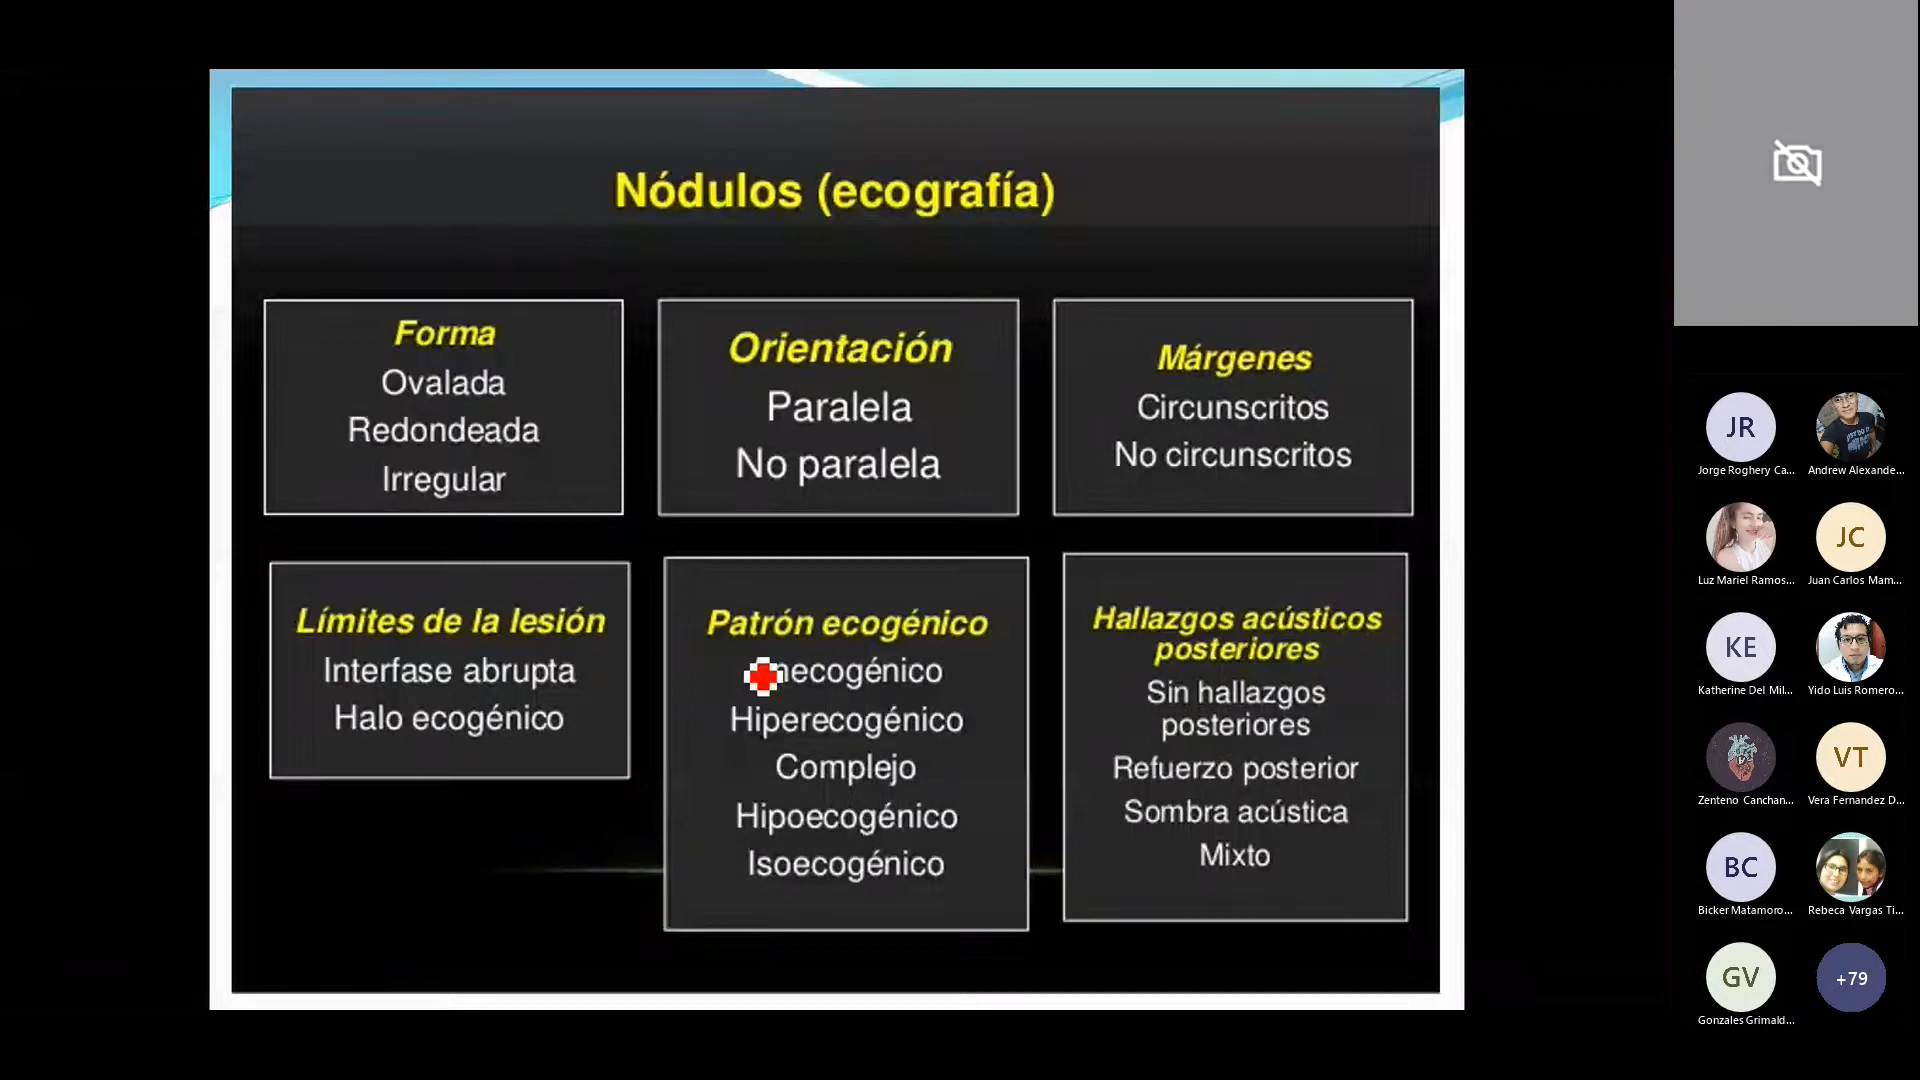 Nódulos (ecografía)
Forma
Ovalada
Redondeada
Irregular
Orientación
Paralela
No paralela
Márgenes
Circunscritos
No circunscritos
Límites de la lesión
Interfase abrupta
Halo ecogénico
Patrón ecogénico
Hiperecogénico
Complejo
Hipoecogénico
Isoecogénico
Hallazgos acústicos
posteriores
Sin hallazgos
posteriores
Refuerzo posterior
Sombra acústica
Mixto
JR
Jorge Roghery Ca...
Andrew Alexande...
Luz Mariel Ramos...
JC
Juan Carlos Mam...
KE
Katherine Del Mil...
Yido Luis Romero...
Zenteno Canchan...
VT
Vera Fernandez D...
BC
Bicker Matamoro...
Rebeca Vargas Ti...
GV
Gonzales Grimald...
+79